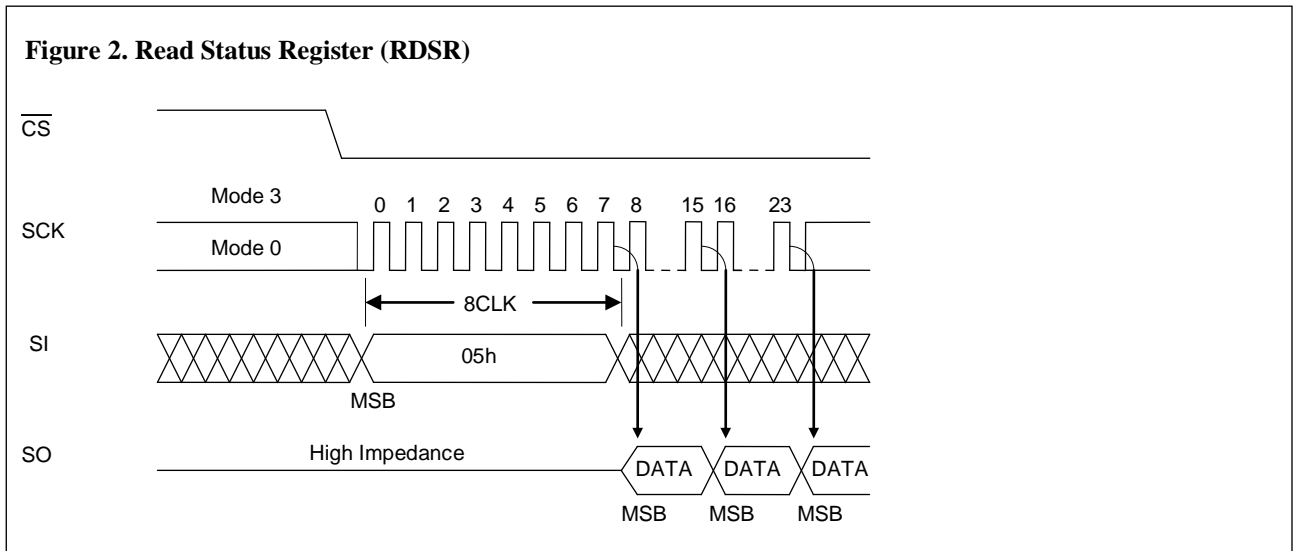 Figure 2. Read Status Register (RDSR)
CS
Mode 3
0 1 2 3 4 5 6 7 8 15 16 23
SCK
Mode 0
8CLK
SI
05h
MSB
SO
High Impedance
DATA DATA DATA
MSB MSB MSB